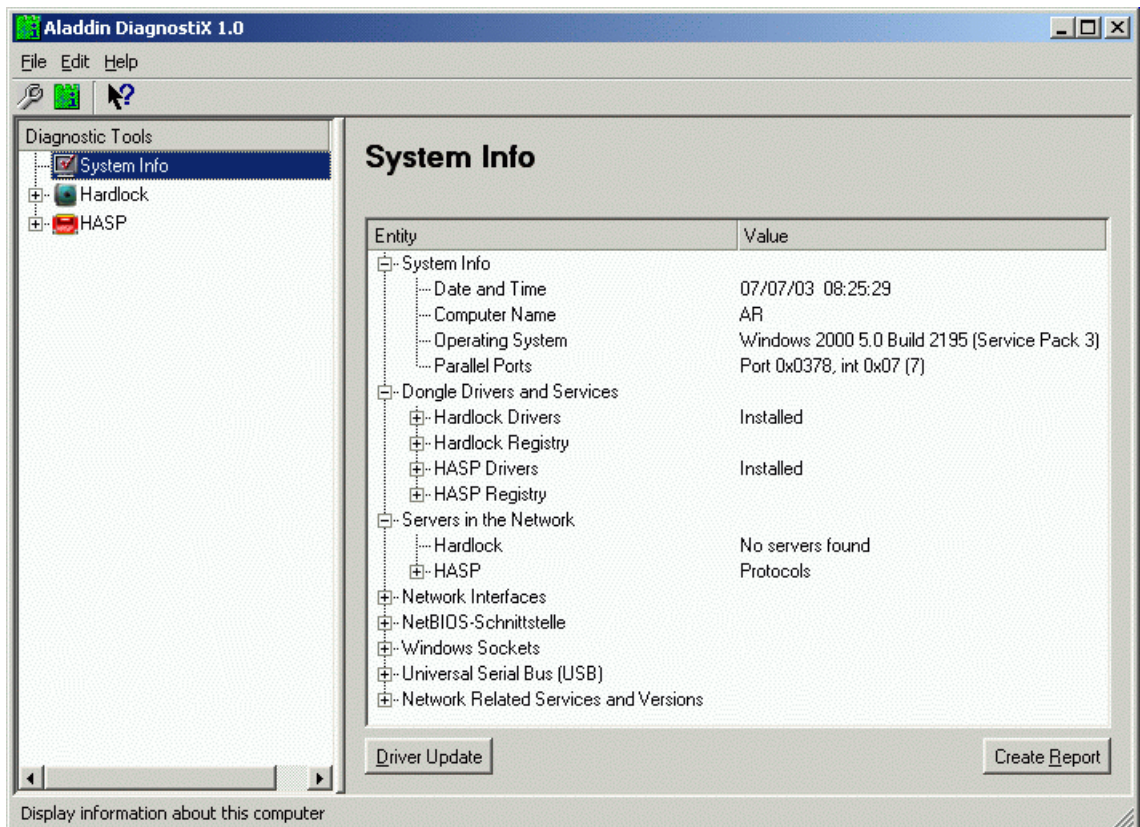 Aladdin DiagnostiX 1.0
File Edit Help
Diagnostic Tools
System Info
Hardlock
HASP
System Info
Entity Value
System Info
Date and Time 07/07/03 08:25:29
Computer Name AR
Operating System Windows 2000 5.0 Build 2195 (Service Pack 3)
Parallel Ports Port 0x0378, int 0x07 (7)
Dongle Drivers and Services
Hardlock Drivers Installed
Hardlock Registry
HASP Drivers Installed
HASP Registry
Servers in the Network
Hardlock No servers found
HASP Protocols
Network Interfaces
NetBIOS-Schnittstelle
Windows Sockets
Universal Serial Bus (USB)
Network Related Services and Versions
Driver Update Create Report
Display information about this computer